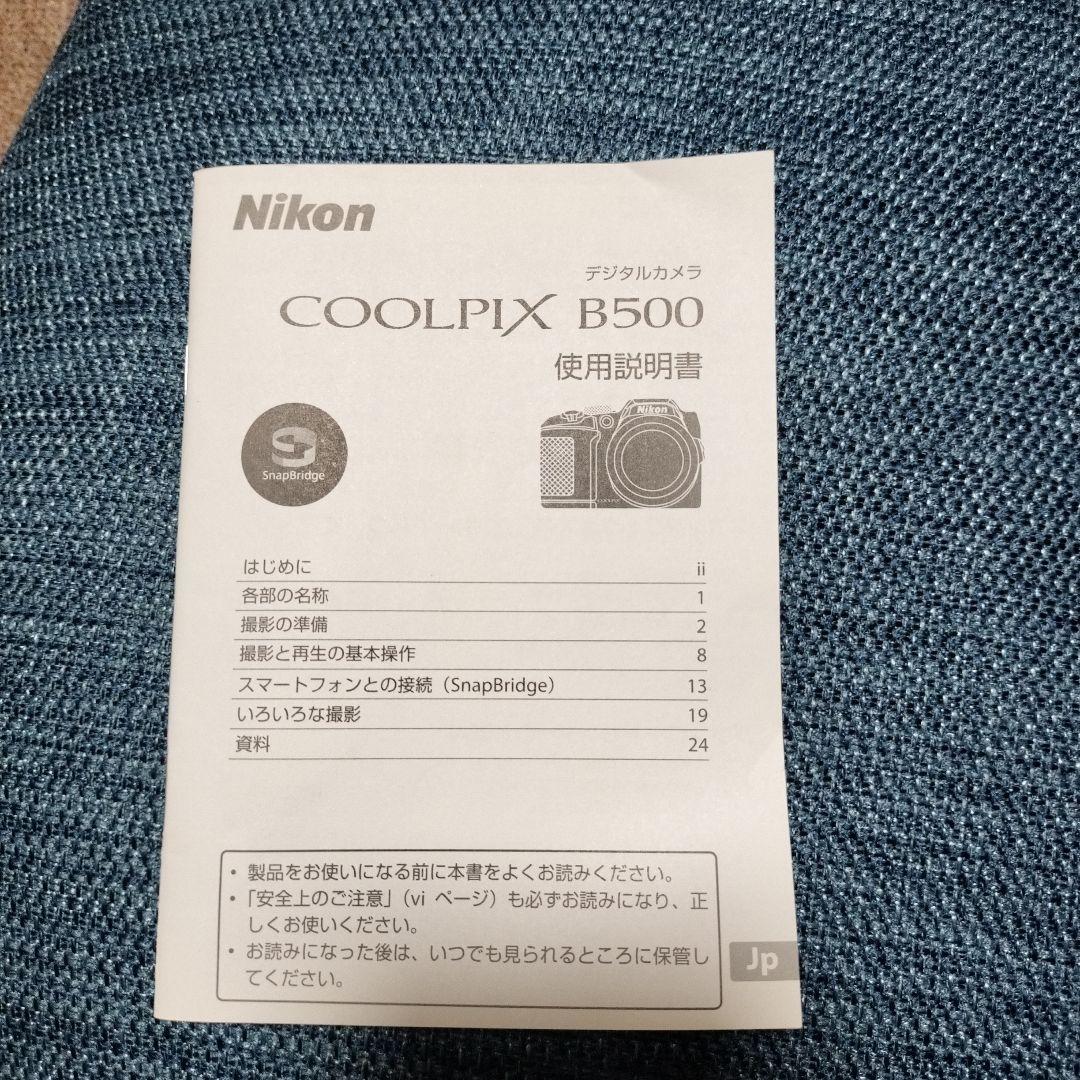 Nikon
デジタルカメラ
COOLPIX B500
使用説明書
Nikon
SnapBridge
COOLPIX
はじめに ii
各部の名称 1
撮影の準備 2
撮影と再生の基本操作 8
スマートフォンとの接続（SnapBridge） 13
いろいろな撮影 19
資料 24
• 製品をお使いになる前に本書をよくお読みください。
• 「安全上のご注意」（vi ページ）も必ずお読みになり、正
しくお使いください。
• お読みになった後は、いつでも見られるところに保管し
てください。
Jp